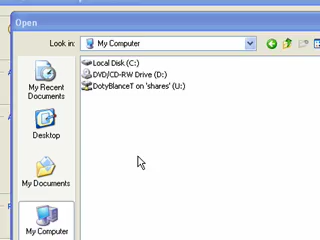 Open
Look in:
My Computer
Local Disk (C:)
DVD/CD-RW Drive (D:)
DotyBlanceT on 'shares' (U:)
My Recent
Documents
Desktop
My Documents
My Computer